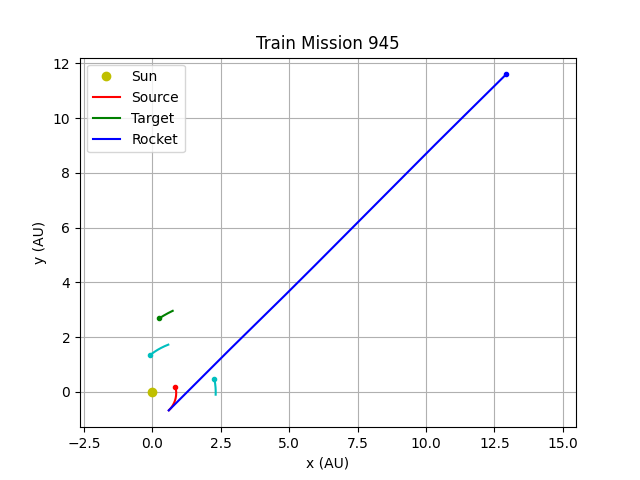 Train Mission 945
Sun
Source
Target
Rocket
y (AU)
12
10
8
6
4
2
0
−2.5 0.0 2.5 5.0 7.5 10.0 12.5 15.0
x (AU)